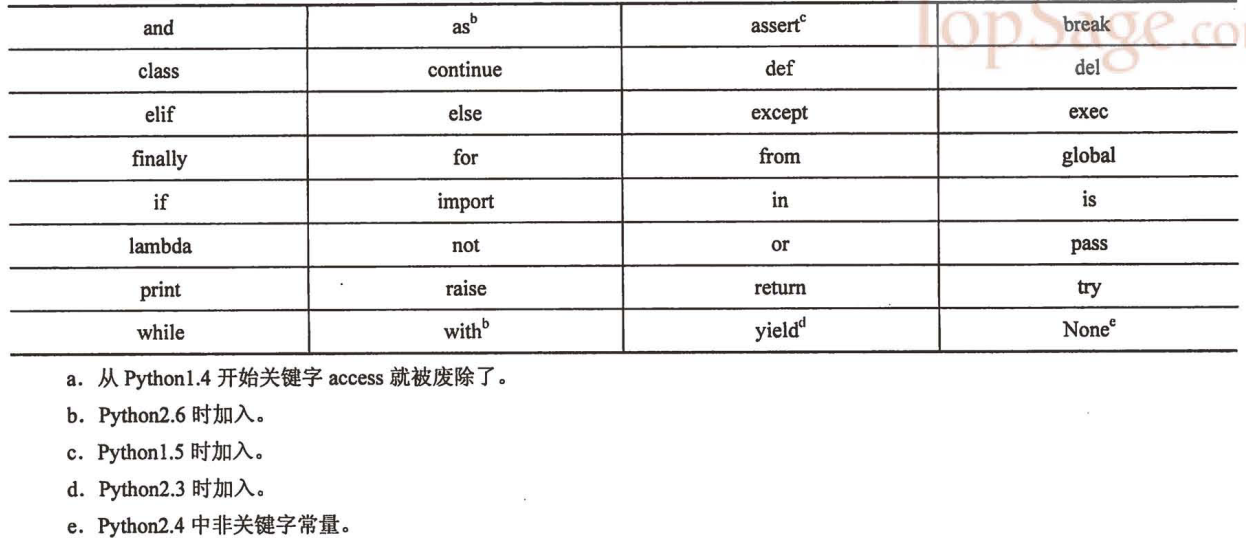 and as^b assert^c break
class continue def del
elif else except exec
finally for from global
if import in is
lambda not or pass
print raise return try
while with^b yield^d None^e
a. 从 Python1.4 开始关键字 access 就被废除了。
b. Python2.6 时加入。
c. Python1.5 时加入。
d. Python2.3 时加入。
e. Python2.4 中非关键字常量。